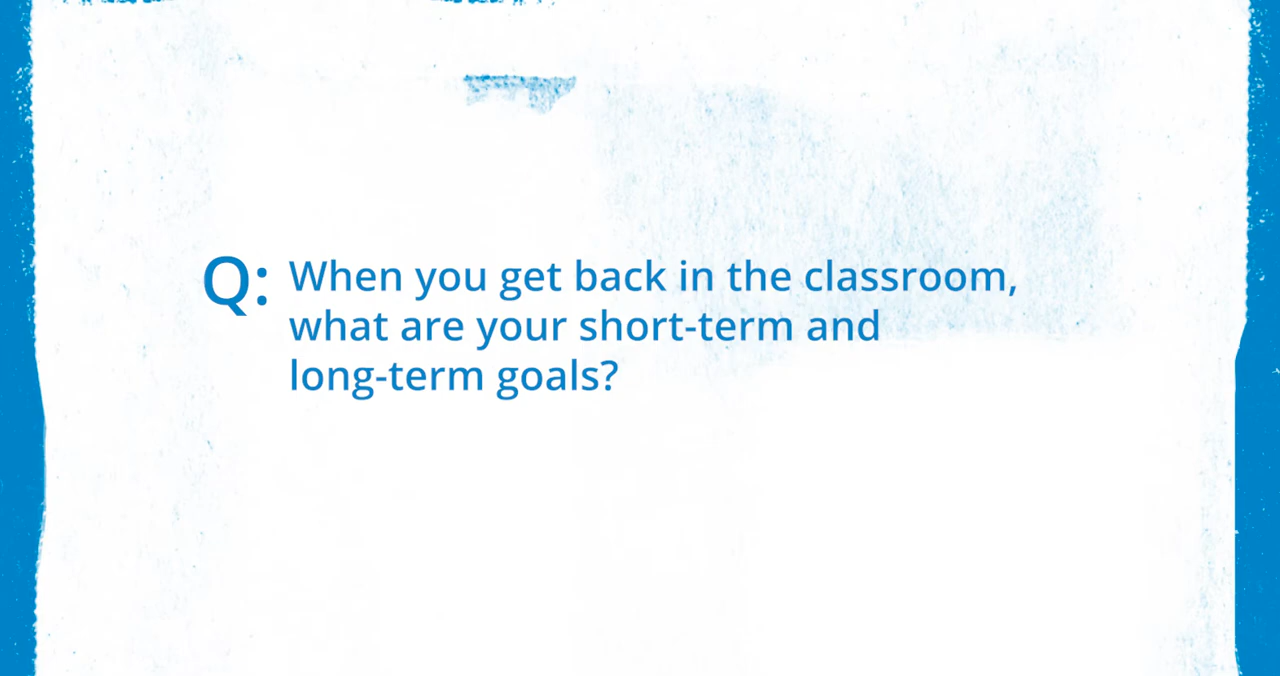 Q: When you get back in the classroom,
what are your short-term and
long-term goals?